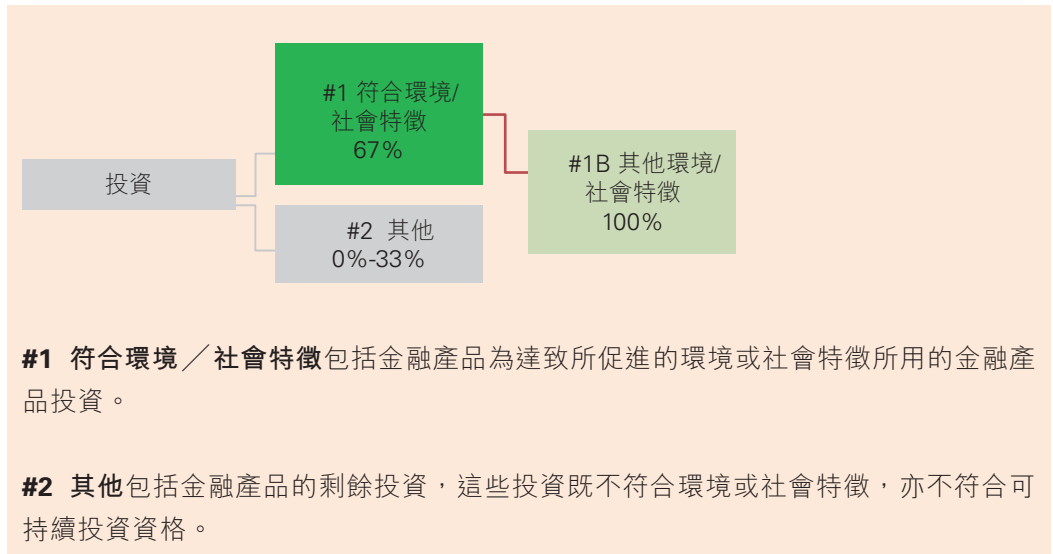 投資
#1 符合環境/
社會特徵
67%
#2 其他
0%-33%
#1B 其他環境/
社會特徵
100%
#1 符合環境／社會特徵包括金融產品為達致所促進的環境或社會特徵所用的金融產
品投資。
#2 其他包括金融產品的剩餘投資，這些投資既不符合環境或社會特徵，亦不符合可
持續投資資格。